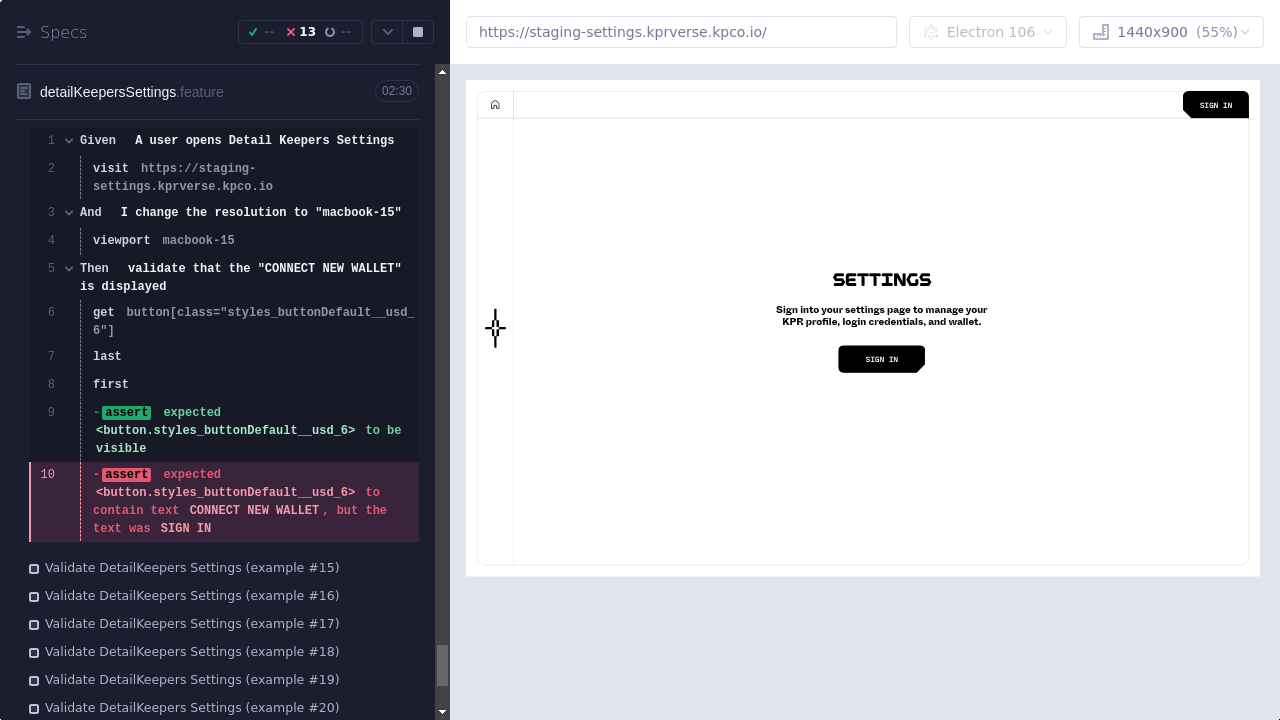 Specs
-- 13 --
detailKeepersSettings.feature 02:30
1 Given A user opens Detail Keepers Settings
2 visit https://staging-
settings.kprverse.kpco.io
3 And I change the resolution to "macbook-15"
4 viewport macbook-15
5 Then validate that the "CONNECT NEW WALLET"
is displayed
6 get button[class="styles_buttonDefault__usd_
6"]
7 last
8 first
9 -assert expected
<button.styles_buttonDefault__usd_6> to be
visible
10 -assert expected
<button.styles_buttonDefault__usd_6> to
contain text CONNECT NEW WALLET, but the
text was SIGN IN
Validate DetailKeepers Settings (example #15)
Validate DetailKeepers Settings (example #16)
Validate DetailKeepers Settings (example #17)
Validate DetailKeepers Settings (example #18)
Validate DetailKeepers Settings (example #19)
Validate DetailKeepers Settings (example #20)
https://staging-settings.kprverse.kpco.io/
Electron 106
1440x900 (55%)
SIGN IN
SETTINGS
Sign into your settings page to manage your
KPR profile, login credentials, and wallet.
SIGN IN